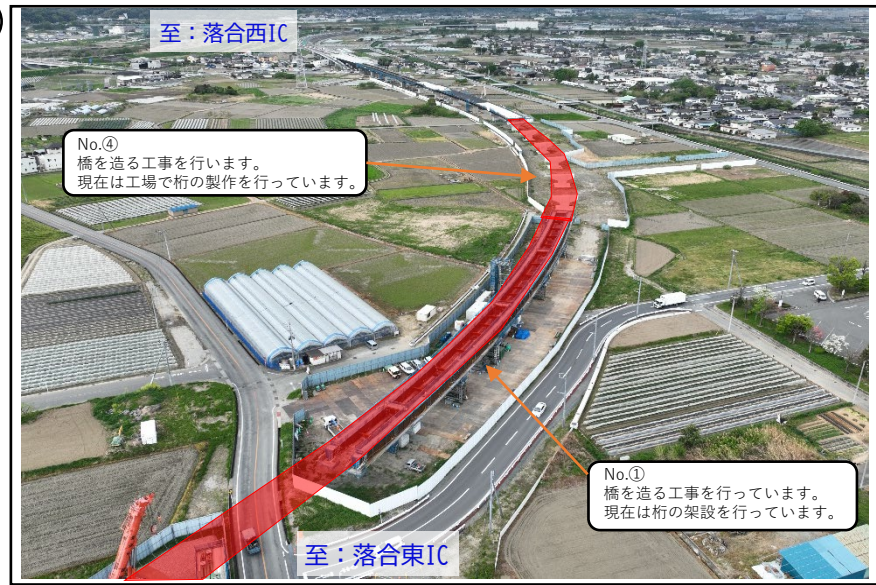 至：落合西IC
No.④
橋を造る工事を行います。
現在は工場で桁の製作を行っています。
No.①
橋を造る工事を行っています。
現在は桁の架設を行っています。
至：落合東IC